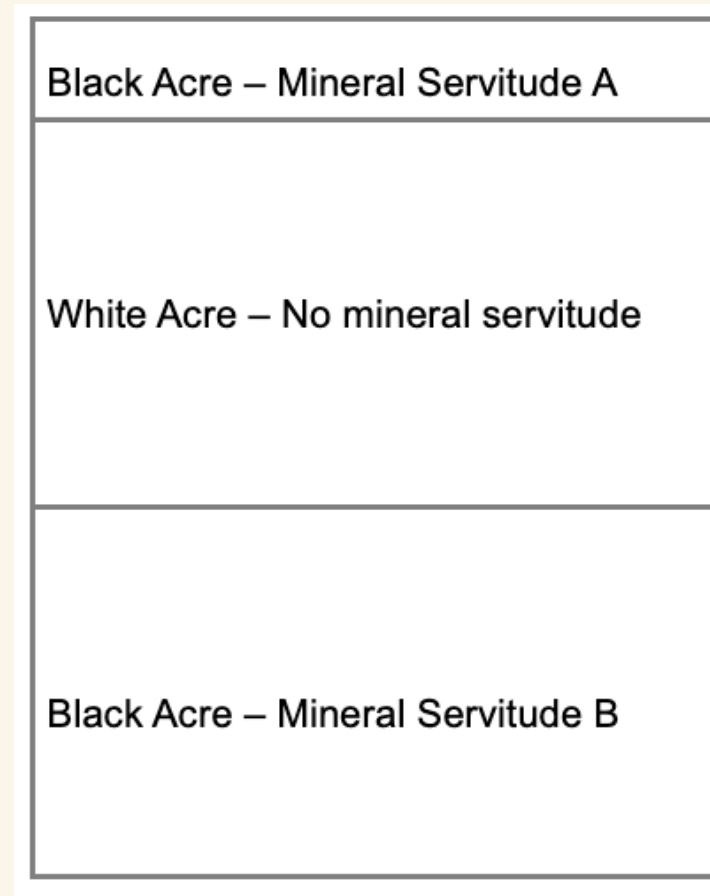 Black Acre – Mineral Servitude A
White Acre – No mineral servitude
Black Acre – Mineral Servitude B